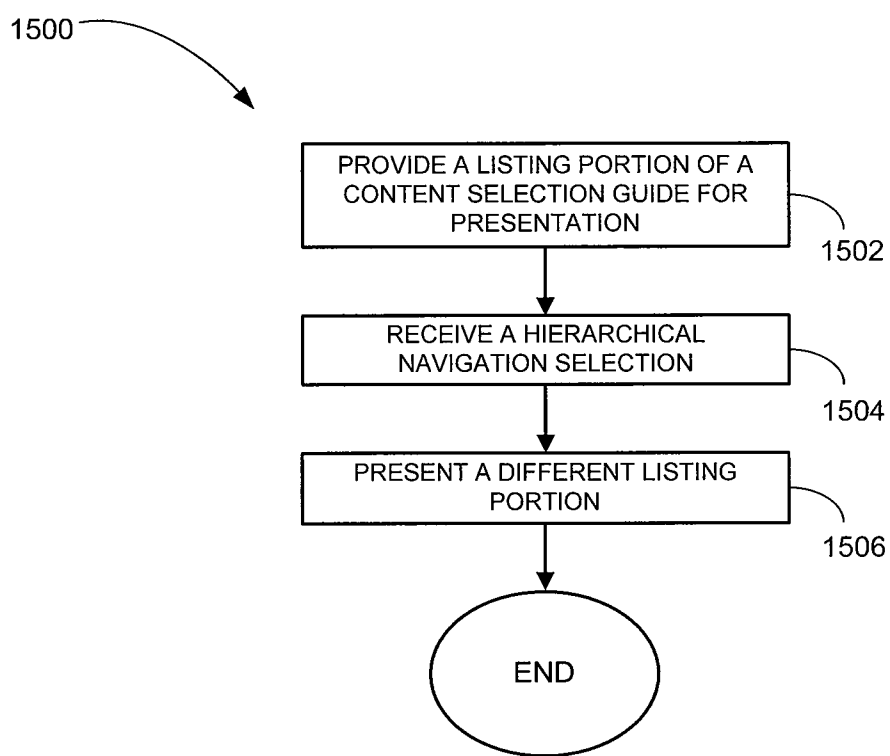 1500
PROVIDE A LISTING PORTION OF A
CONTENT SELECTION GUIDE FOR
PRESENTATION
1502
RECEIVE A HIERARCHICAL
NAVIGATION SELECTION
1504
PRESENT A DIFFERENT LISTING
PORTION
1506
END